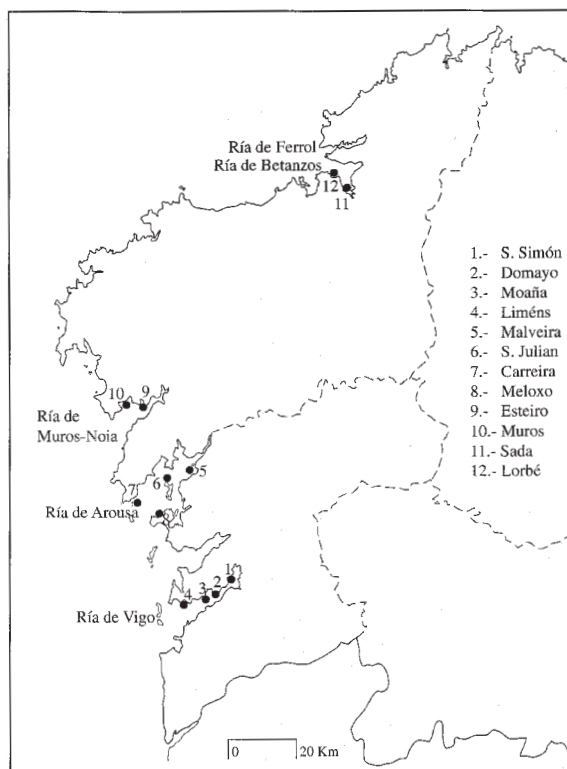 Ría de Ferrol
Ría de Betanzos
12
11
1.- S. Simón
2.- Domayo
3.- Moaña
4.- Liméns
5.- Malveira
6.- S. Julian
7.- Carreira
8.- Meloxo
9.- Esteiro
10.- Muros
11.- Sada
12.- Lorbé
10 9
Ría de
Muros-Noia
5
6
7
Ría de Arousa
8
1
2
3
4
Ría de Vigo
0 20 Km